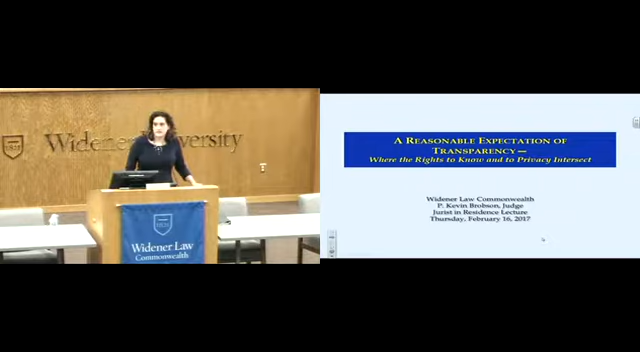 Widener University
Widener Law
Commonwealth
A REASONABLE EXPECTATION OF
TRANSPARENCY —
Where the Rights to Know and to Privacy Intersect
Widener Law Commonwealth
P. Kevin Brobson, Judge
Jurist in Residence Lecture
Thursday, February 16, 2017